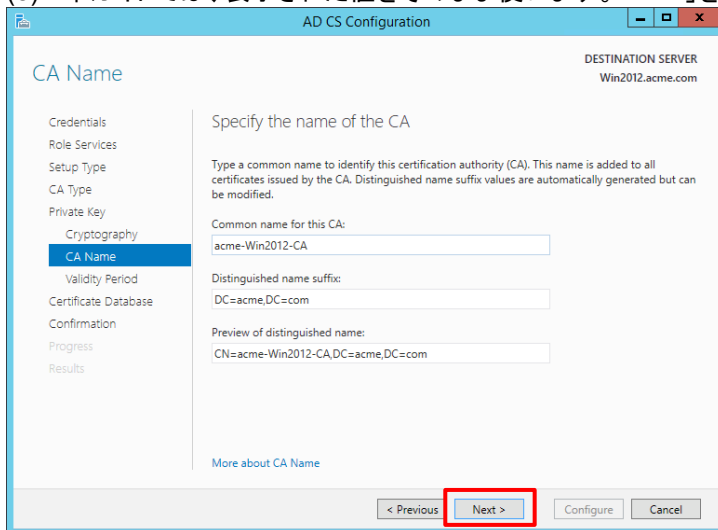 AD CS Configuration
CA Name
DESTINATION SERVER
Win2012.acme.com
Credentials
Role Services
Setup Type
CA Type
Private Key
Cryptography
CA Name
Validity Period
Certificate Database
Confirmation
Progress
Results
Specify the name of the CA
Type a common name to identify this certification authority (CA). This name is added to all
certificates issued by the CA. Distinguished name suffix values are automatically generated but can
be modified.
Common name for this CA:
acme-Win2012-CA
Distinguished name suffix:
DC=acme,DC=com
Preview of distinguished name:
CN=acme-Win2012-CA,DC=acme,DC=com
More about CA Name
< Previous
Next >
Configure
Cancel